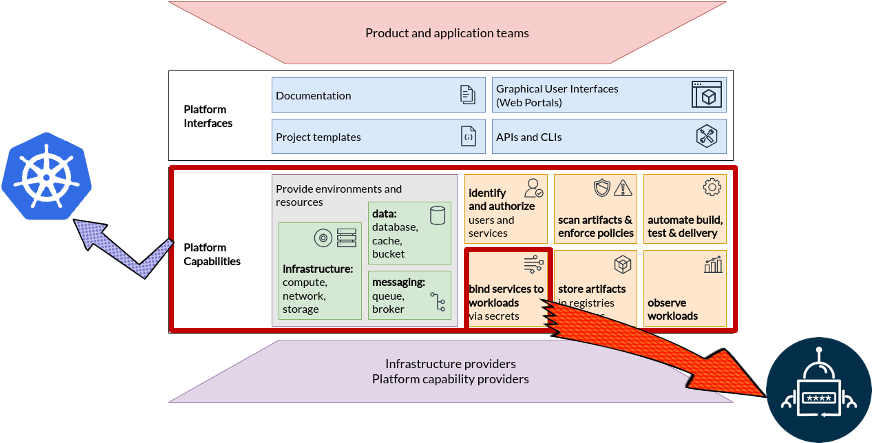 Product and application teams
Platform
Interfaces
Documentation
Graphical User Interfaces
(Web Portals)
Project templates
{;}
APIs and CLIs
Platform
Capabilities
Provide environments and
resources
infrastructure:
compute,
network,
storage
data:
database,
cache,
bucket
messaging:
queue,
broker
identify
and authorize
users and
services
scan artifacts &
enforce policies
automate build,
test & delivery
bind services to
workloads
via secrets
store artifacts
in registries
observe
workloads
Infrastructure providers
Platform capability providers
****